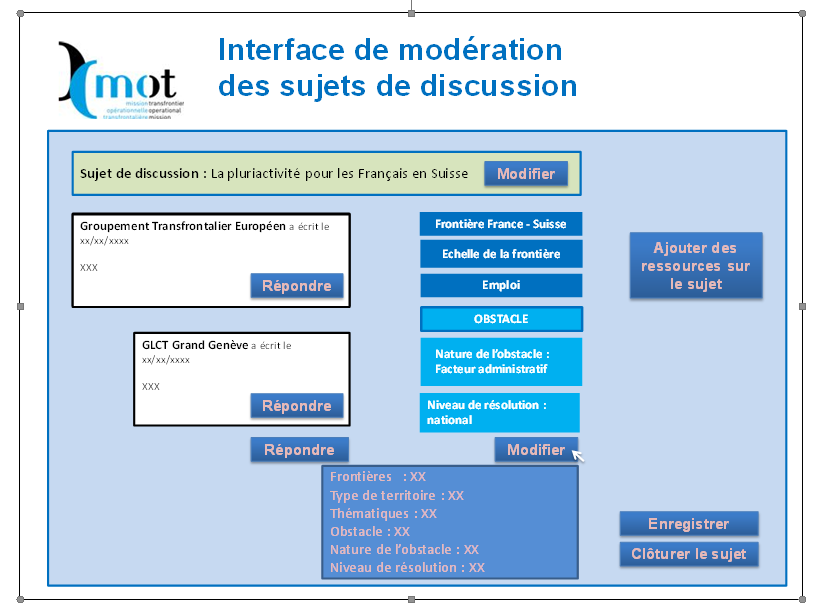 Interface de modération
des sujets de discussion
mot
mission transfrontier
opérationnelle operational
transfrontalière mission
Sujet de discussion : La pluriactivité pour les Français en Suisse
Modifier
Groupement Transfrontalier Européen a écrit le
xx/xx/xxxx
XXX
Répondre
GLCT Grand Genève a écrit le
xx/xx/xxxx
XXX
Répondre
Répondre
Frontière France - Suisse
Echelle de la frontière
Emploi
OBSTACLE
Nature de l'obstacle :
Facteur administratif
Niveau de résolution :
national
Modifier
Frontières : XX
Type de territoire : XX
Thématiques : XX
Obstacle : XX
Nature de l'obstacle : XX
Niveau de résolution : XX
Ajouter des
ressources sur
le sujet
Enregistrer
Clôturer le sujet